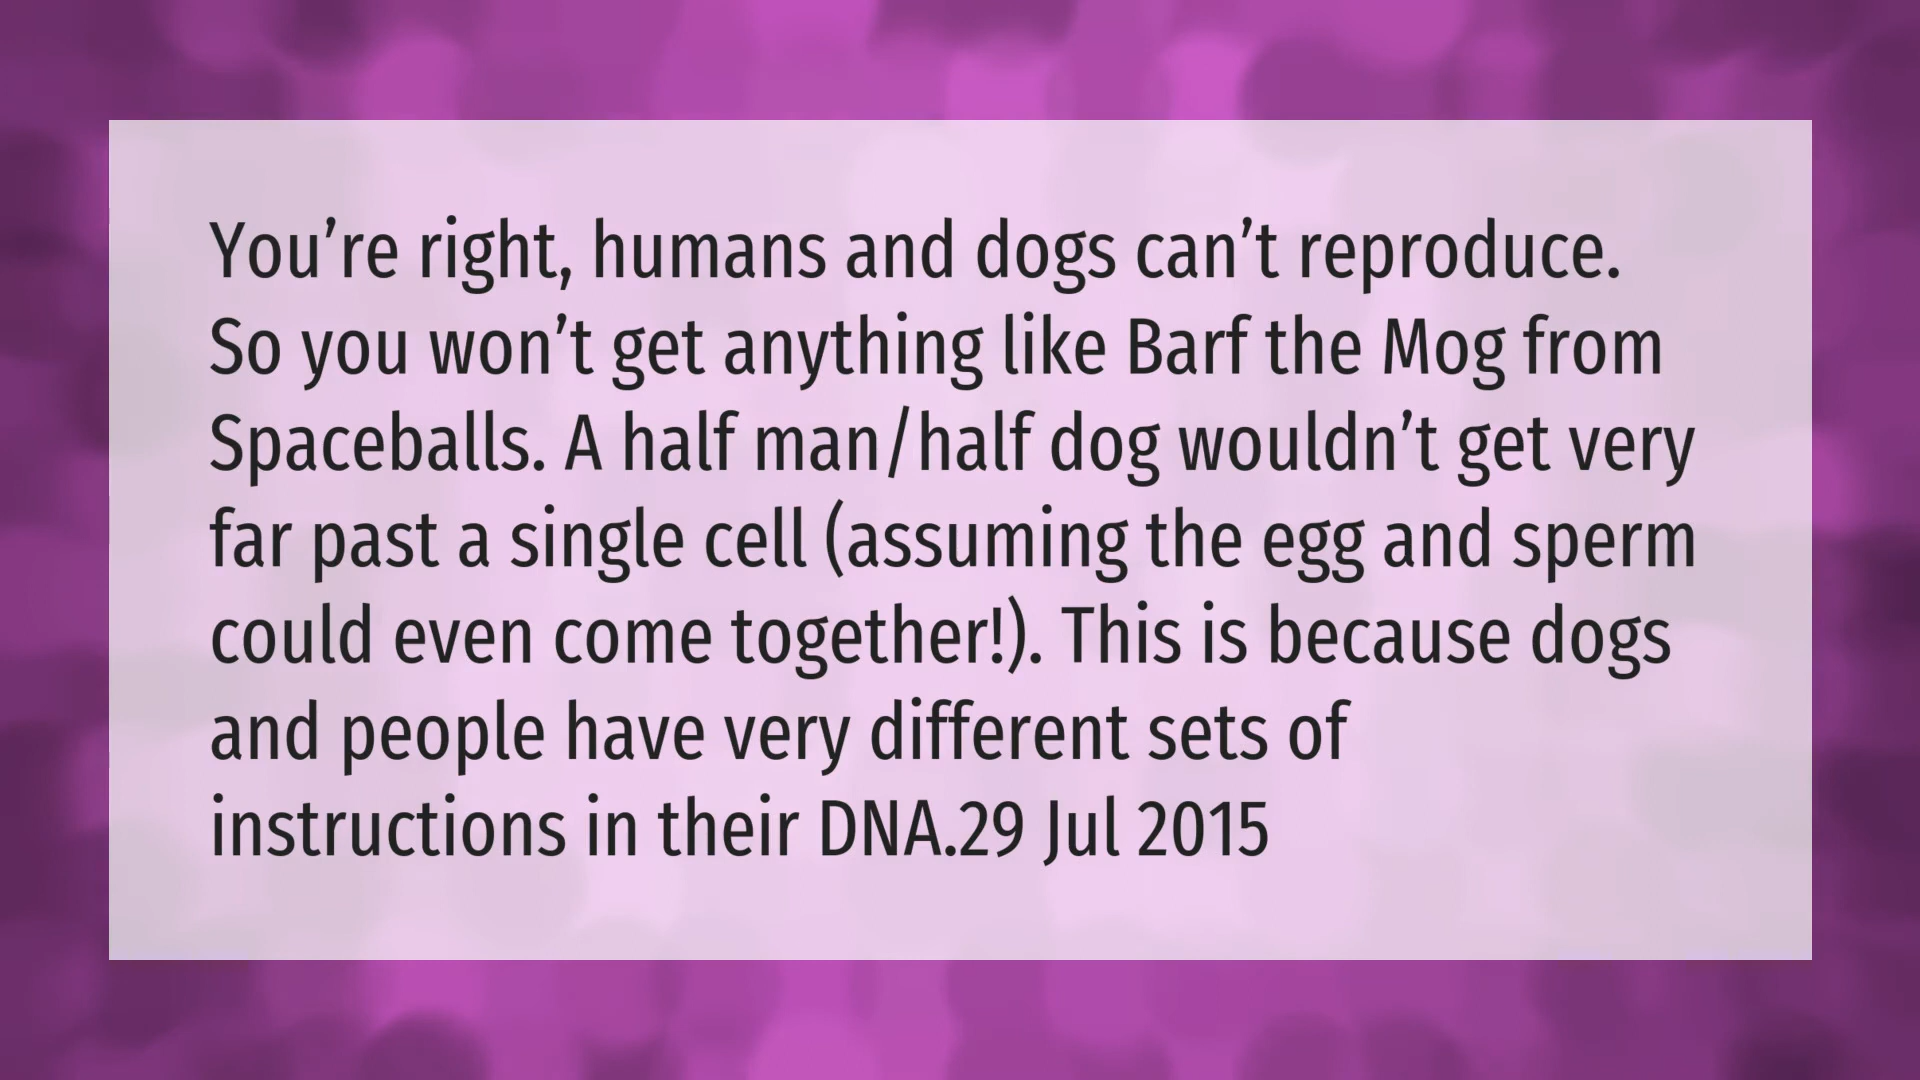 You’re right, humans and dogs can’t reproduce.
So you won’t get anything like Barf the Mog from
Spaceballs. A half man/half dog wouldn’t get very
far past a single cell (assuming the egg and sperm
could even come together!). This is because dogs
and people have very different sets of
instructions in their DNA.29 Jul 2015